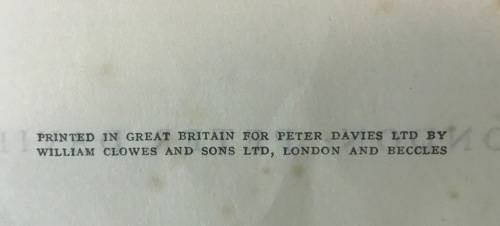 PRINTED IN GREAT BRITAIN FOR PETER DAVIES LTD BY
WILLIAM CLOWES AND SONS LTD, LONDON AND BECCLES